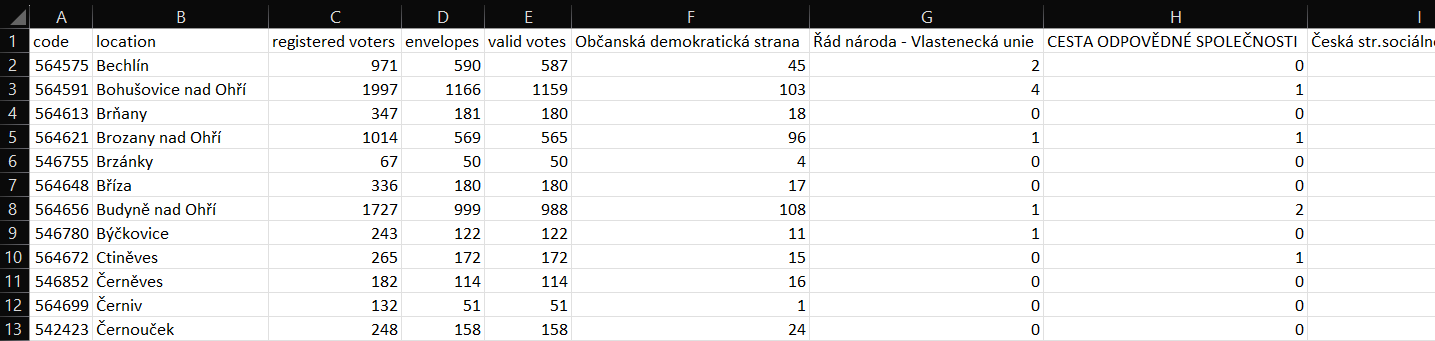 A B C D E F G H I
1 code location registered voters envelopes valid votes Občanská demokratická strana Řád národa - Vlastenecká unie CESTA ODPOVĚDNÉ SPOLEČNOSTI Česká str.sociálně
2 564575 Bechlín 971 590 587 45 2 0
3 564591 Bohušovice nad Ohří 1997 1166 1159 103 4 1
4 564613 Brňany 347 181 180 18 0 0
5 564621 Brozany nad Ohří 1014 569 565 96 1 1
6 546755 Brzánky 67 50 50 4 0 0
7 564648 Bříza 336 180 180 17 0 0
8 564656 Budyně nad Ohří 1727 999 988 108 1 2
9 546780 Býčkovice 243 122 122 11 1 0
10 564672 Ctiněves 265 172 172 15 0 1
11 546852 Černěves 182 114 114 16 0 0
12 564699 Černiv 132 51 51 1 0 0
13 542423 Černouček 248 158 158 24 0 0